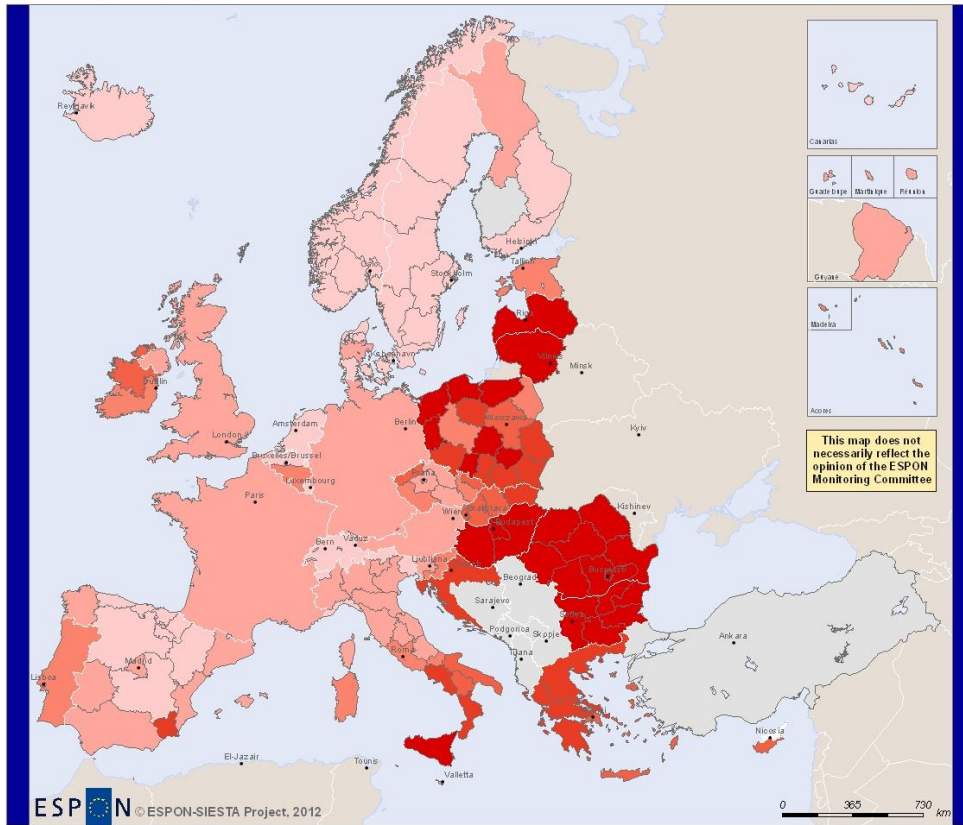 Reykjavik
Canarias
Guadeloupe
Martinique
Réunion
Guyane
Madeira
Acores
This map does not
necessarily reflect the
opinion of the ESPON
Monitoring Committee
Helsinki
Tallinn
Oslo
Stockholm
Riga
København
Vilnius
Minsk
Dublin
Berlin
Warszawa
Amsterdam
London
Kyiv
Bruxelles/Brussel
Luxembourg
Praha
Paris
Wien
Bratislava
Kishinev
Budapest
Bern
Vaduz
Ljubljana
Beograd
Bucuresti
Sarajevo
Sofiya
Podgorica
Skopje
Roma
Tirana
Ankara
Madrid
Lisboa
Nicosia
El-Jazair
Tounis
Valletta
ESPON © ESPON-SIESTA Project, 2012
0 365 730
km